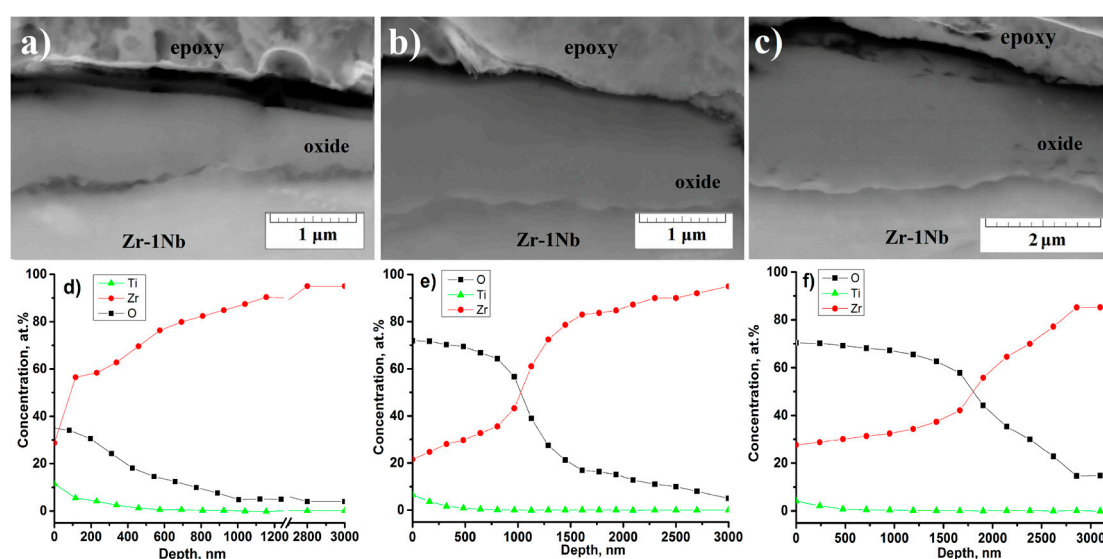 a)
epoxy
oxide
Zr-1Nb
1 μm
b)
epoxy
oxide
Zr-1Nb
1 μm
c)
epoxy
oxide
Zr-1Nb
2 μm
d)
Ti
Zr
O
Concentration, at.%
100
80
60
40
20
0
0 200 400 600 800 1000 1200 2800 3000
Depth, nm
e)
O
Ti
Zr
Concentration, at.%
100
80
60
40
20
0
0 500 1000 1500 2000 2500 3000
Depth, nm
f)
O
Ti
Zr
Concentration, at.%
100
80
60
40
20
0
0 500 1000 1500 2000 2500 3000
Depth, nm